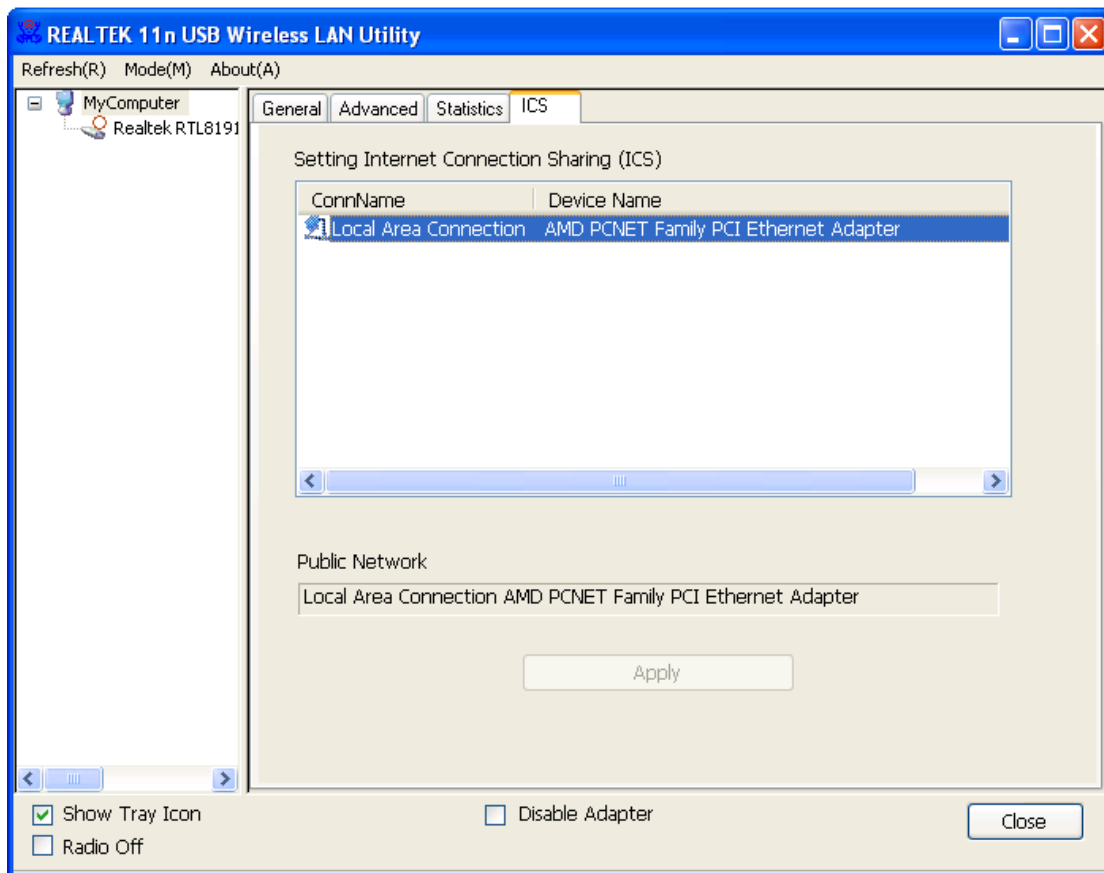 REALTEK 11n USB Wireless LAN Utility
Refresh(R) Mode(M) About(A)
MyComputer
Realtek RTL8191
General Advanced Statistics ICS
Setting Internet Connection Sharing (ICS)
ConnName Device Name
Local Area Connection AMD PCNET Family PCI Ethernet Adapter
Public Network
Local Area Connection AMD PCNET Family PCI Ethernet Adapter
Apply
Show Tray Icon
Disable Adapter
Close
Radio Off